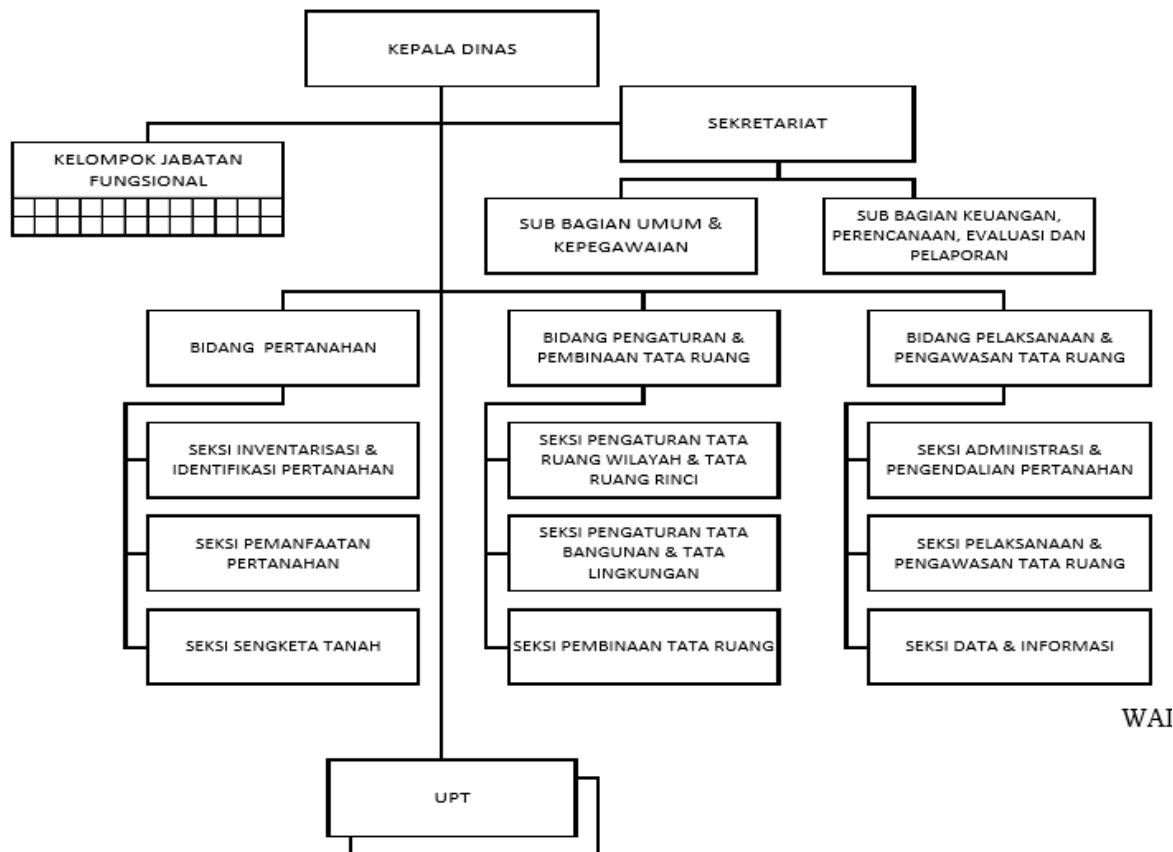 KEPALA DINAS
SEKRETARIAT
KELOMPOK JABATAN
FUNGSIONAL
SUB BAGIAN UMUM &
KEPEGAWAIAN
SUB BAGIAN KEUANGAN,
PERENCANAAN, EVALUASI DAN
PELAPORAN
BIDANG PERTANAHAN
BIDANG PENGATURAN &
PEMBINAAN TATA RUANG
BIDANG PELAKSANAAN &
PENGAWASAN TATA RUANG
SEKSI INVENTARISASI &
IDENTIFIKASI PERTANAHAN
SEKSI PENGATURAN TATA
RUANG WILAYAH & TATA
RUANG RINCI
SEKSI ADMINISTRASI &
PENGENDALIAN PERTANAHAN
SEKSI PEMANFAATAN
PERTANAHAN
SEKSI PENGATURAN TATA
BANGUNAN & TATA
LINGKUNGAN
SEKSI PELAKSANAAN &
PENGAWASAN TATA RUANG
SEKSI SENGKETA TANAH
SEKSI PEMBINAAN TATA RUANG
SEKSI DATA & INFORMASI
UPT